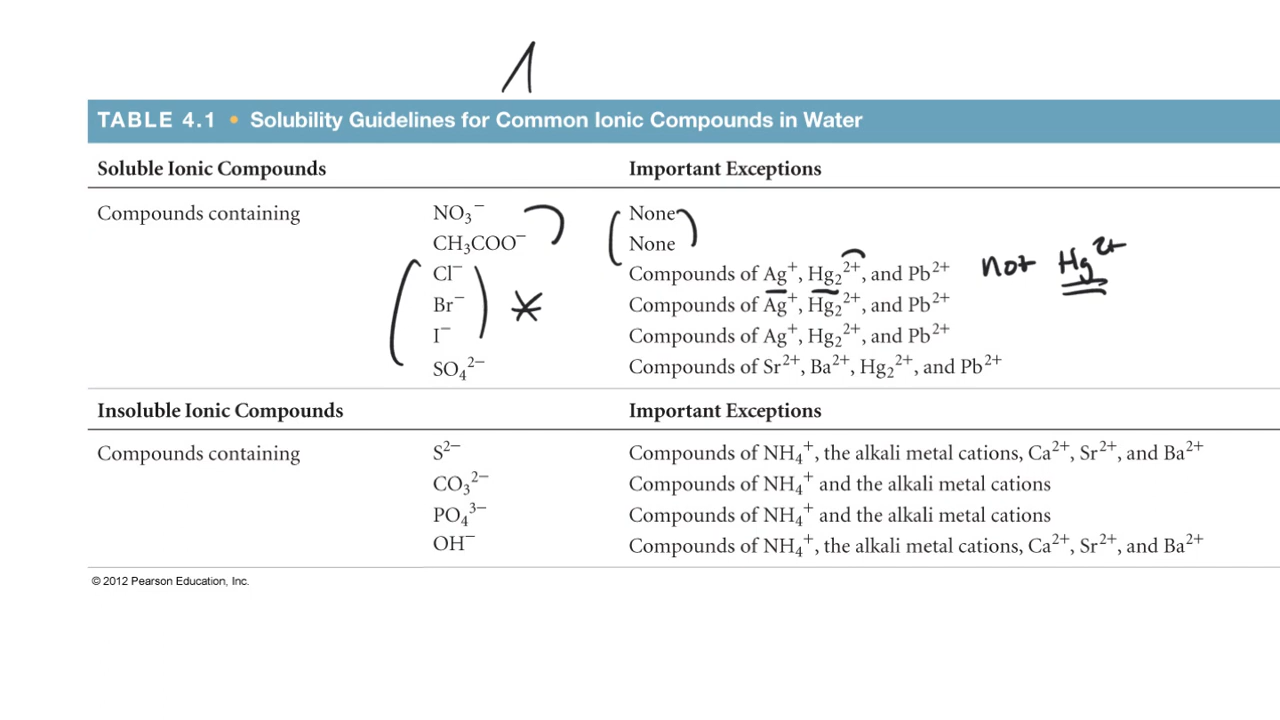 TABLE 4.1 • Solubility Guidelines for Common Ionic Compounds in Water
Soluble Ionic Compounds Important Exceptions
Compounds containing NO₃⁻ None
CH₃COO⁻ None
Cl⁻ Compounds of Ag⁺, Hg₂²⁺, and Pb²⁺ not Hg²⁺
Br⁻ Compounds of Ag⁺, Hg₂²⁺, and Pb²⁺
I⁻ Compounds of Ag⁺, Hg₂²⁺, and Pb²⁺
SO₄²⁻ Compounds of Sr²⁺, Ba²⁺, Hg₂²⁺, and Pb²⁺
Insoluble Ionic Compounds Important Exceptions
Compounds containing S²⁻ Compounds of NH₄⁺, the alkali metal cations, Ca²⁺, Sr²⁺, and Ba²⁺
CO₃²⁻ Compounds of NH₄⁺ and the alkali metal cations
PO₄³⁻ Compounds of NH₄⁺ and the alkali metal cations
OH⁻ Compounds of NH₄⁺, the alkali metal cations, Ca²⁺, Sr²⁺, and Ba²⁺
© 2012 Pearson Education, Inc.